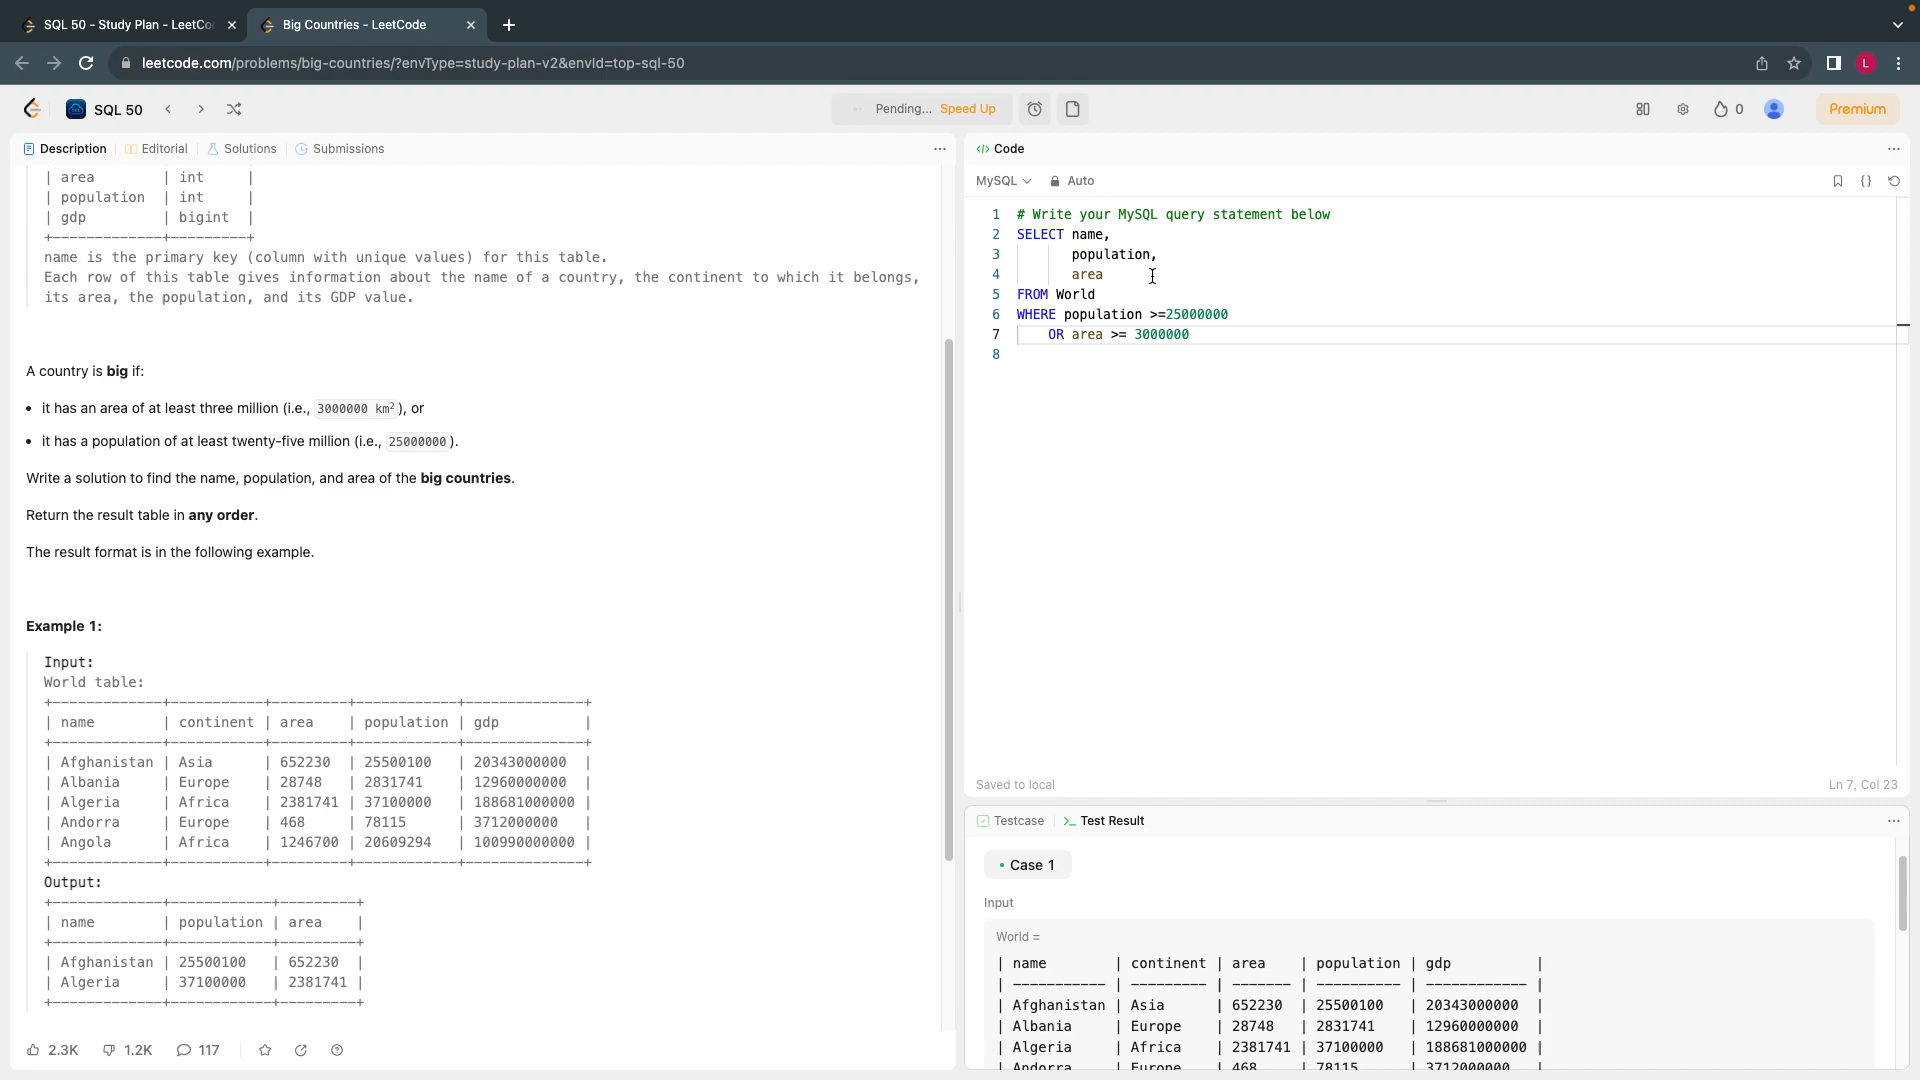 SQL 50 - Study Plan - LeetCo
Big Countries - LeetCode
leetcode.com/problems/big-countries/?envType=study-plan-v2&envId=top-sql-50
L
SQL 50
Pending... Speed Up
0
Premium
Description
Editorial
Solutions
Submissions
| area | int |
| population | int |
| gdp | bigint |
+-------------+---------+
name is the primary key (column with unique values) for this table.
Each row of this table gives information about the name of a country, the continent to which it belongs,
its area, the population, and its GDP value.
A country is big if:
• it has an area of at least three million (i.e., 3000000 km²), or
• it has a population of at least twenty-five million (i.e., 25000000).
Write a solution to find the name, population, and area of the big countries.
Return the result table in any order.
The result format is in the following example.
Example 1:
Input:
World table:
+-------------+-----------+---------+------------+--------------+
| name | continent | area | population | gdp |
+-------------+-----------+---------+------------+--------------+
| Afghanistan | Asia | 652230 | 25500100 | 20343000000 |
| Albania | Europe | 28748 | 2831741 | 12960000000 |
| Algeria | Africa | 2381741 | 37100000 | 188681000000 |
| Andorra | Europe | 468 | 78115 | 3712000000 |
| Angola | Africa | 1246700 | 20609294 | 100990000000 |
+-------------+-----------+---------+------------+--------------+
Output:
+-------------+------------+---------+
| name | population | area |
+-------------+------------+---------+
| Afghanistan | 25500100 | 652230 |
| Algeria | 37100000 | 2381741 |
+-------------+------------+---------+
2.3K
1.2K
117
</> Code
MySQL
Auto
{}
1 # Write your MySQL query statement below
2 SELECT name,
3 population,
4 area
5 FROM World
6 WHERE population >=25000000
7 OR area >= 3000000
8
Saved to local
Ln 7, Col 23
Testcase
>_ Test Result
• Case 1
Input
World =
| name | continent | area | population | gdp |
| ----------- | --------- | ------- | ---------- | ------------ |
| Afghanistan | Asia | 652230 | 25500100 | 20343000000 |
| Albania | Europe | 28748 | 2831741 | 12960000000 |
| Algeria | Africa | 2381741 | 37100000 | 188681000000 |
| Andorra | Europe | 468 | 78115 | 3712000000 |